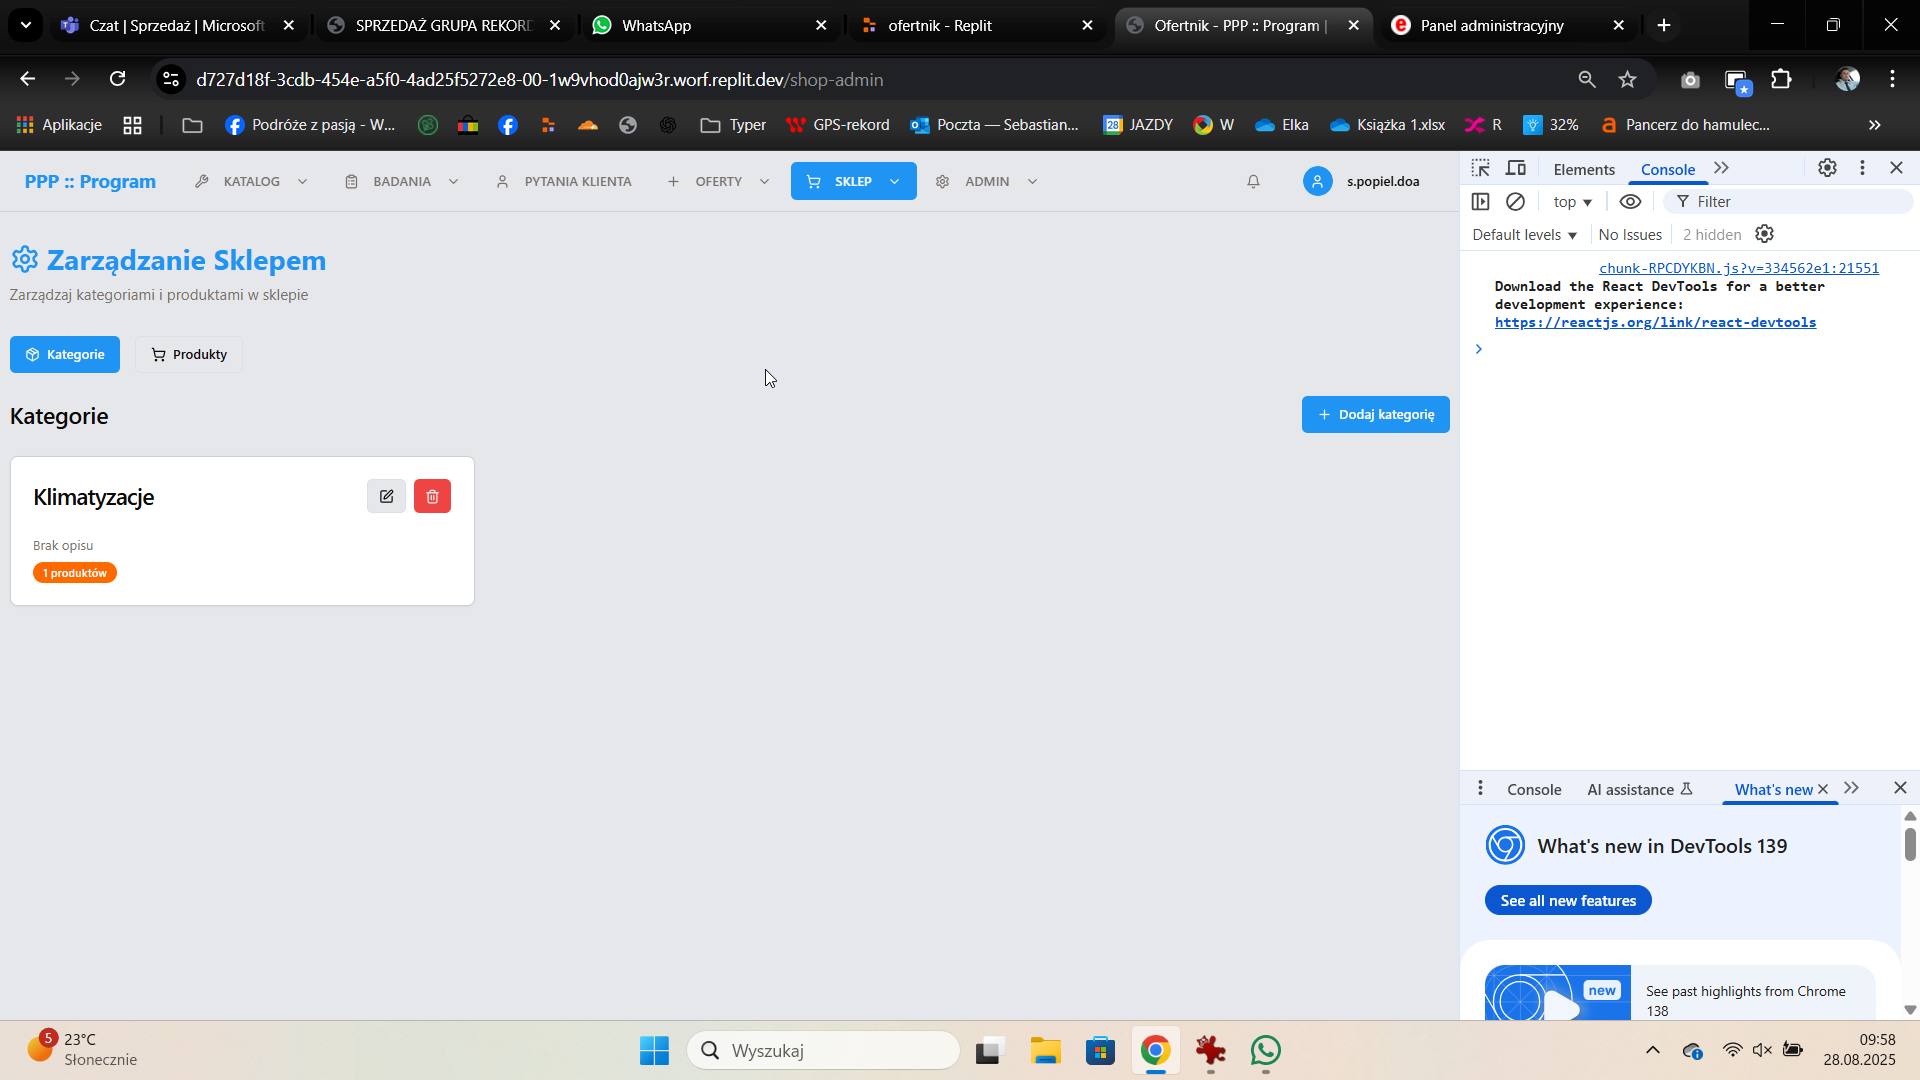 Czat | Sprzedaż | Microsoft
SPRZEDAŻ GRUPA REKORD
WhatsApp
ofertnik - Replit
Ofertnik - PPP :: Program |
Panel administracyjny
d727d18f-3cdb-454e-a5f0-4ad25f5272e8-00-1w9vhod0ajw3r.worf.replit.dev/shop-admin
Aplikacje
Podróże z pasją - W...
Typer
GPS-rekord
Poczta — Sebastian...
28
JAZDY
W
Elka
Książka 1.xlsx
R
32%
Pancerz do hamulec...
PPP :: Program
KATALOG
BADANIA
PYTANIA KLIENTA
OFERTY
SKLEP
ADMIN
s.popiel.doa
Zarządzanie Sklepem
Zarządzaj kategoriami i produktami w sklepie
Kategorie
Produkty
Kategorie
Dodaj kategorię
Klimatyzacje
Brak opisu
1 produktów
Elements
Console
top
Filter
Default levels
No Issues
2 hidden
chunk-RPCDYKBN.js?v=334562e1:21551
Download the React DevTools for a better
development experience:
https://reactjs.org/link/react-devtools
Console
AI assistance
What's new
What's new in DevTools 139
See all new features
new
See past highlights from Chrome
138
5
23°C
Słonecznie
Wyszukaj
09:58
28.08.2025